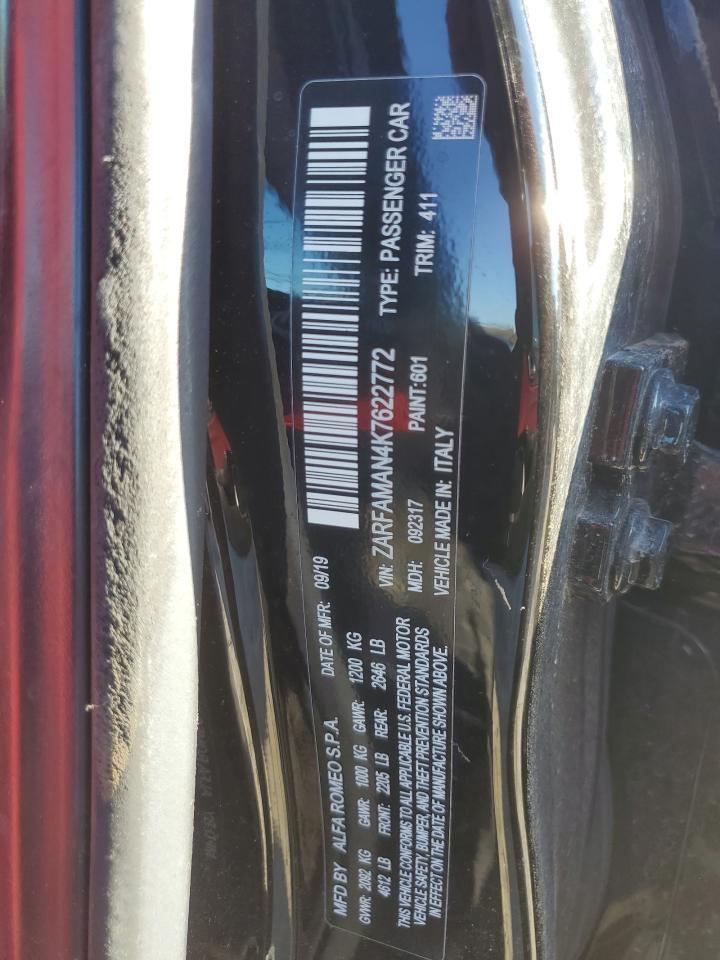 MFD BY ALFA ROMEO S.P.A. DATE OF MFR: 09/19
GVWR: 2092 KG GAWR: 1000 KG GAWR: 1200 KG
4612 LB FRONT: 2205 LB REAR: 2646 LB
THIS VEHICLE CONFORMS TO ALL APPLICABLE U.S. FEDERAL MOTOR
VEHICLE SAFETY, BUMPER, AND THEFT PREVENTION STANDARDS
IN EFFECT ON THE DATE OF MANUFACTURE SHOWN ABOVE.
VIN: ZARFAMAN4K7622772 TYPE: PASSENGER CAR
MDH: 092317 PAINT:601 TRIM: 411
VEHICLE MADE IN: ITALY